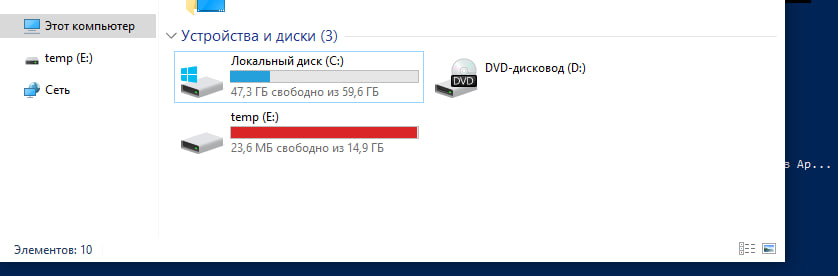 Этот компьютер
temp (E:)
Сеть
Устройства и диски (3)
Локальный диск (C:)
47,3 ГБ свободно из 59,6 ГБ
DVD-дисковод (D:)
DVD
temp (E:)
23,6 МБ свободно из 14,9 ГБ
в Ap...
Элементов: 10